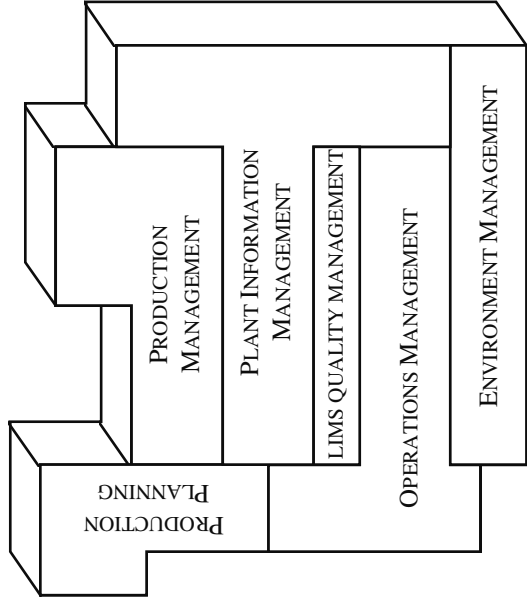 PRODUCTION
PLANNING
PRODUCTION
MANAGEMENT
PLANT INFORMATION
MANAGEMENT
LIMS QUALITY MANAGEMENT
OPERATIONS MANAGEMENT
ENVIRONMENT MANAGEMENT